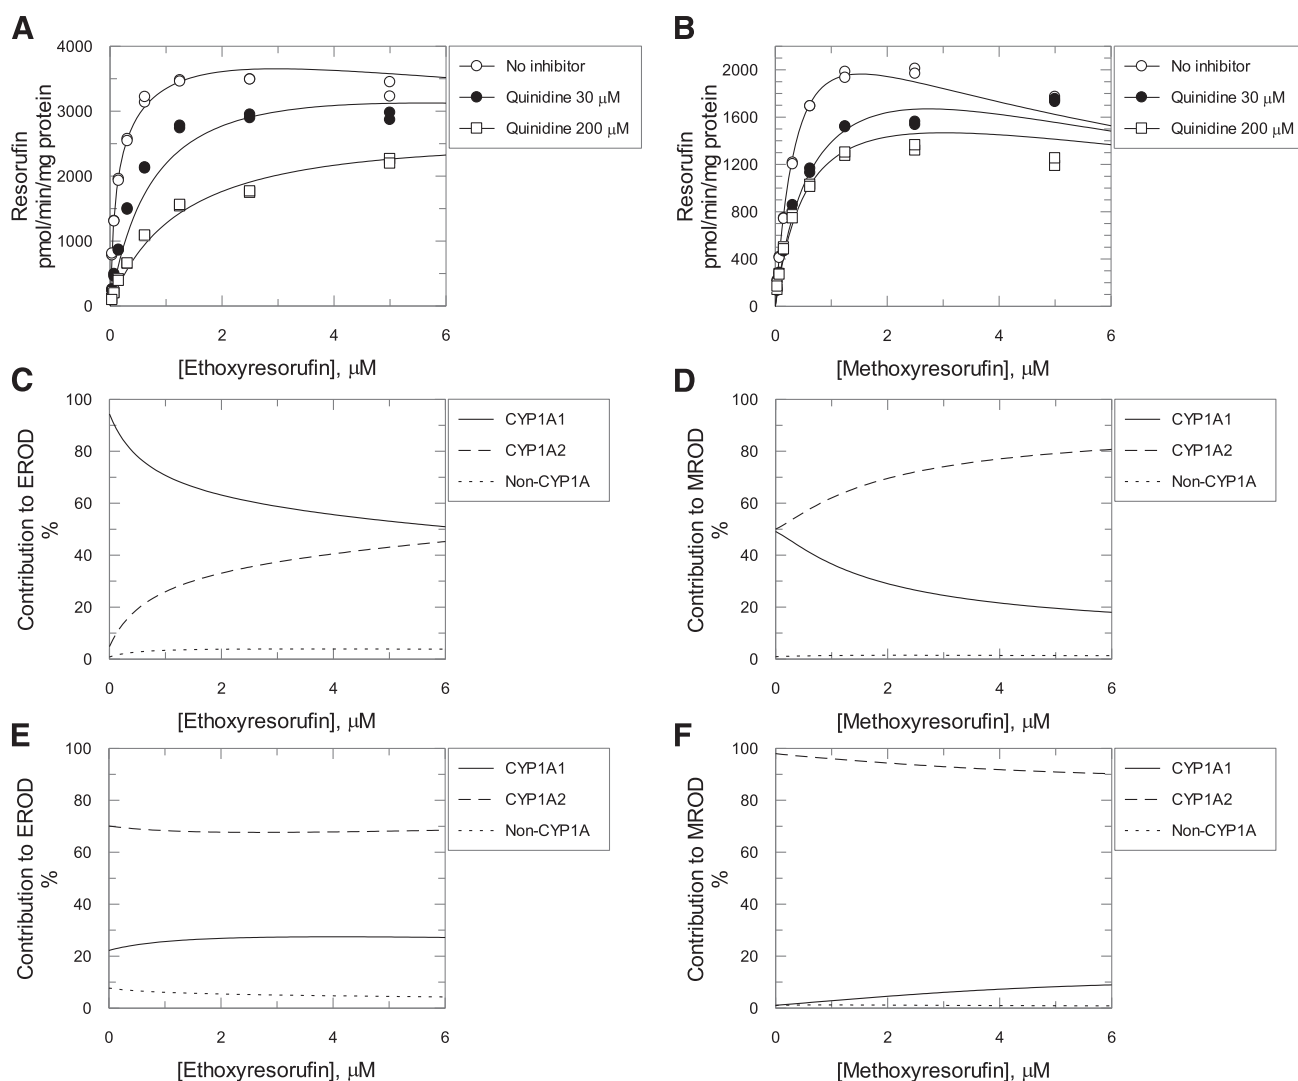 A
4000
3000
2000
1000
0
Resorufin
pmol/min/mg protein
0 2 4 6
[Ethoxyresorufin], μM
No inhibitor
Quinidine 30 μM
Quinidine 200 μM
B
2000
1600
1200
800
400
0
Resorufin
pmol/min/mg protein
0 2 4 6
[Methoxyresorufin], μM
No inhibitor
Quinidine 30 μM
Quinidine 200 μM
C
100
80
60
40
20
0
Contribution to EROD
%
0 2 4 6
[Ethoxyresorufin], μM
CYP1A1
CYP1A2
Non-CYP1A
D
100
80
60
40
20
0
Contribution to MROD
%
0 2 4 6
[Methoxyresorufin], μM
CYP1A1
CYP1A2
Non-CYP1A
E
100
80
60
40
20
0
Contribution to EROD
%
0 2 4 6
[Ethoxyresorufin], μM
CYP1A1
CYP1A2
Non-CYP1A
F
100
80
60
40
20
0
Contribution to MROD
%
0 2 4 6
[Methoxyresorufin], μM
CYP1A1
CYP1A2
Non-CYP1A